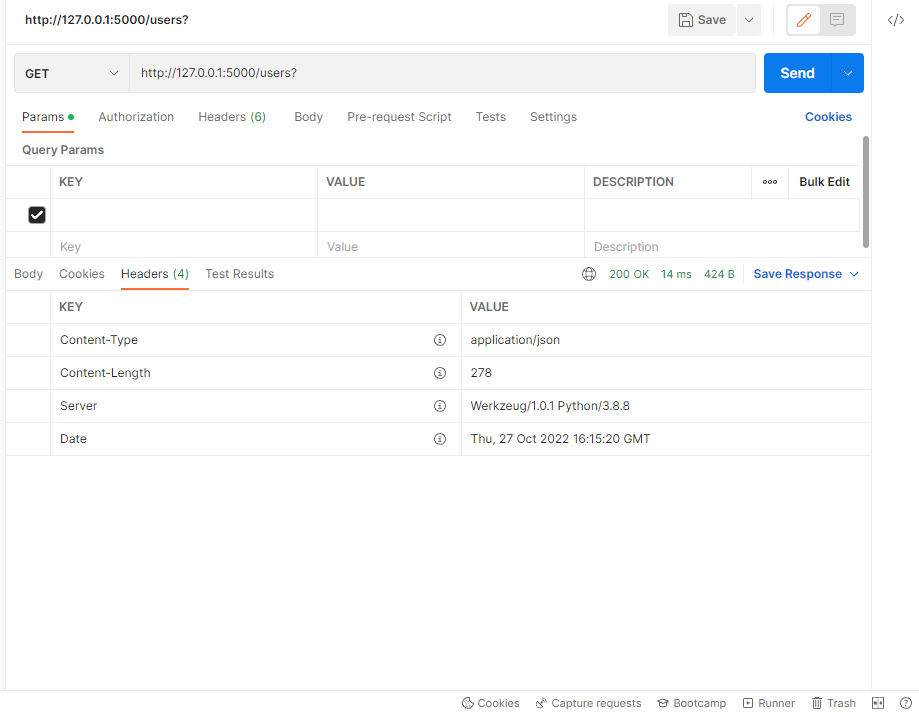 http://127.0.0.1:5000/users?
Save
</>
GET
http://127.0.0.1:5000/users?
Send
Params Authorization Headers (6) Body Pre-request Script Tests Settings Cookies
Query Params
KEY VALUE DESCRIPTION ooo Bulk Edit
Key Value Description
Body Cookies Headers (4) Test Results 200 OK 14 ms 424 B Save Response
KEY VALUE
Content-Type application/json
Content-Length 278
Server Werkzeug/1.0.1 Python/3.8.8
Date Thu, 27 Oct 2022 16:15:20 GMT
Cookies Capture requests Bootcamp Runner Trash